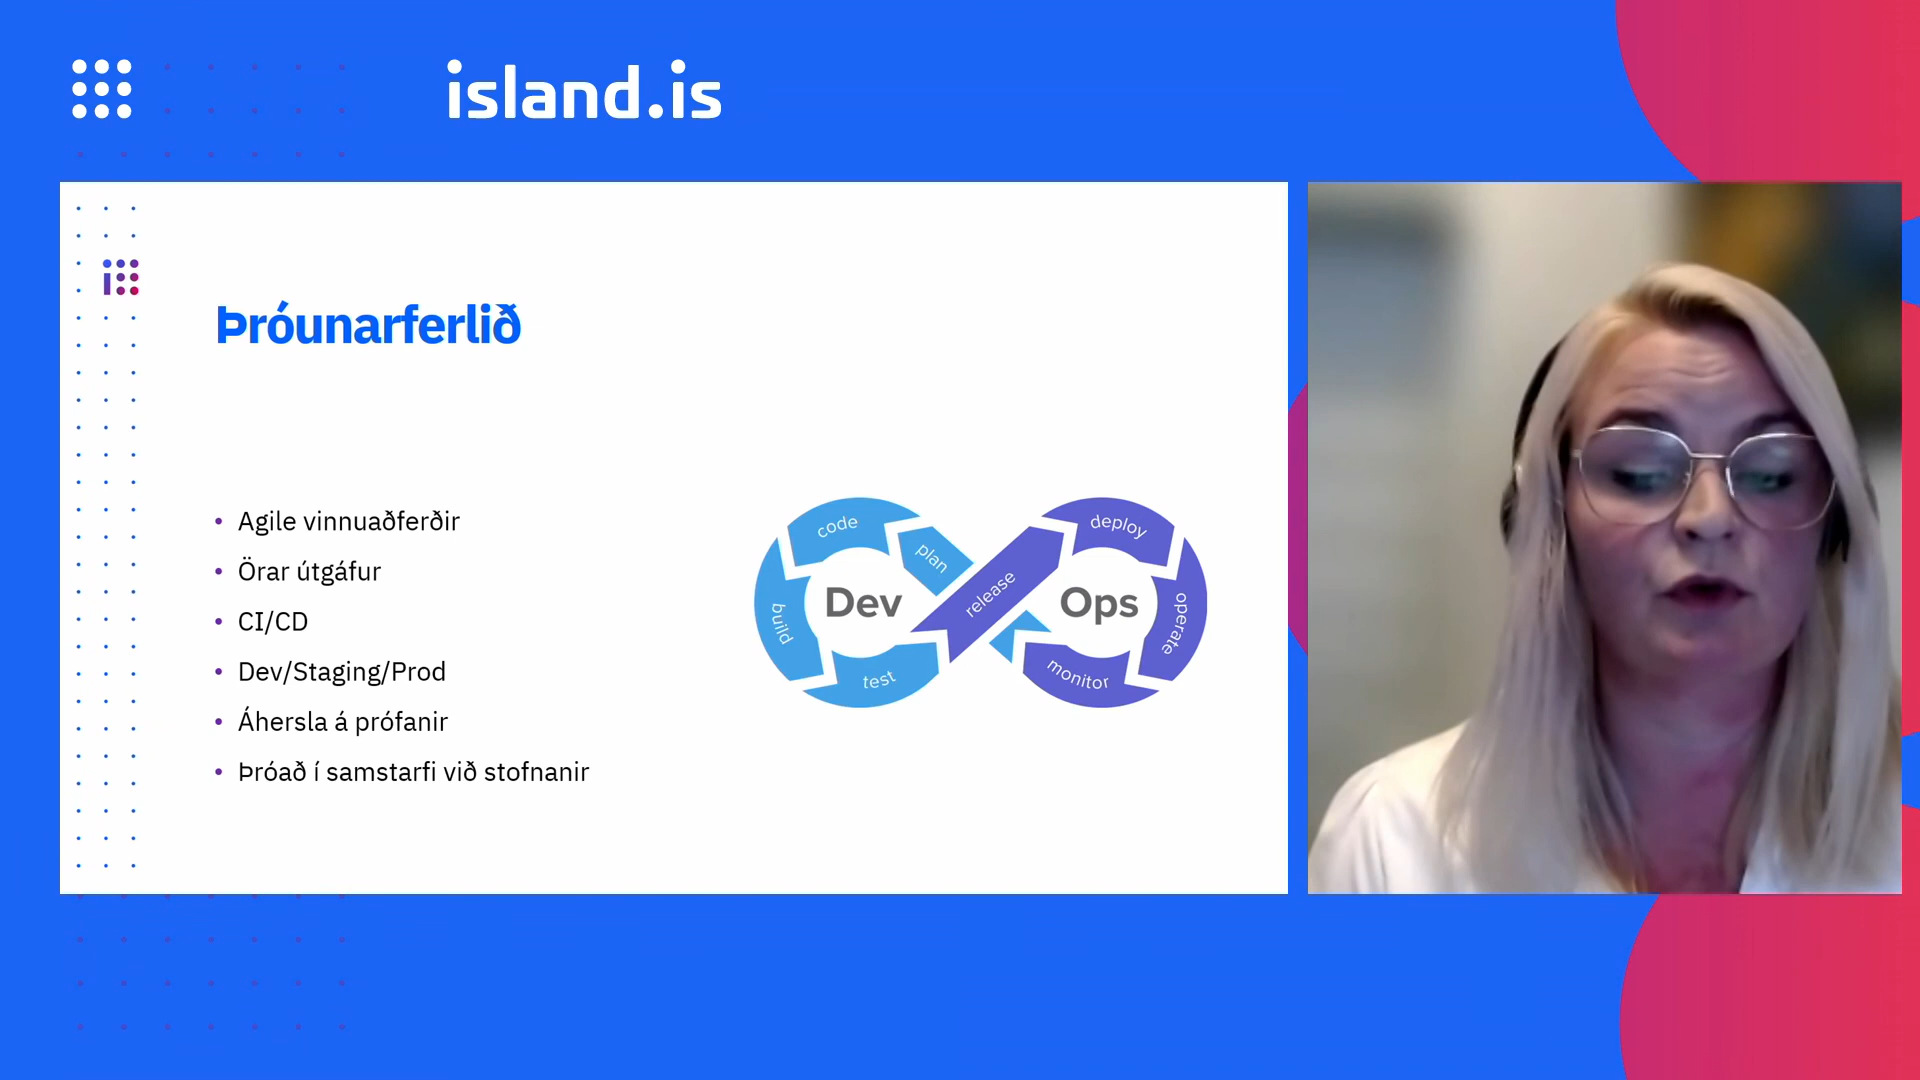 island.is
Þróunarferlið
• Agile vinnuaðferðir
• Örar útgáfur
• CI/CD
• Dev/Staging/Prod
• Áhersla á prófanir
• Þróað í samstarfi við stofnanir
code
plan
build
test
Dev
release
deploy
operate
monitor
Ops